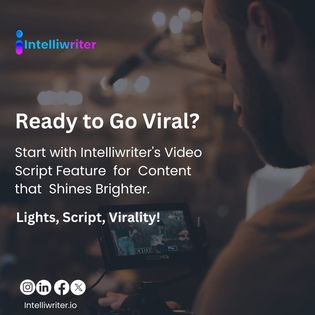 Intelliwriter
Ready to Go Viral?
Start with Intelliwriter's Video
Script Feature for Content
that Shines Brighter.
Lights, Script, Virality!
Intelliwriter.io